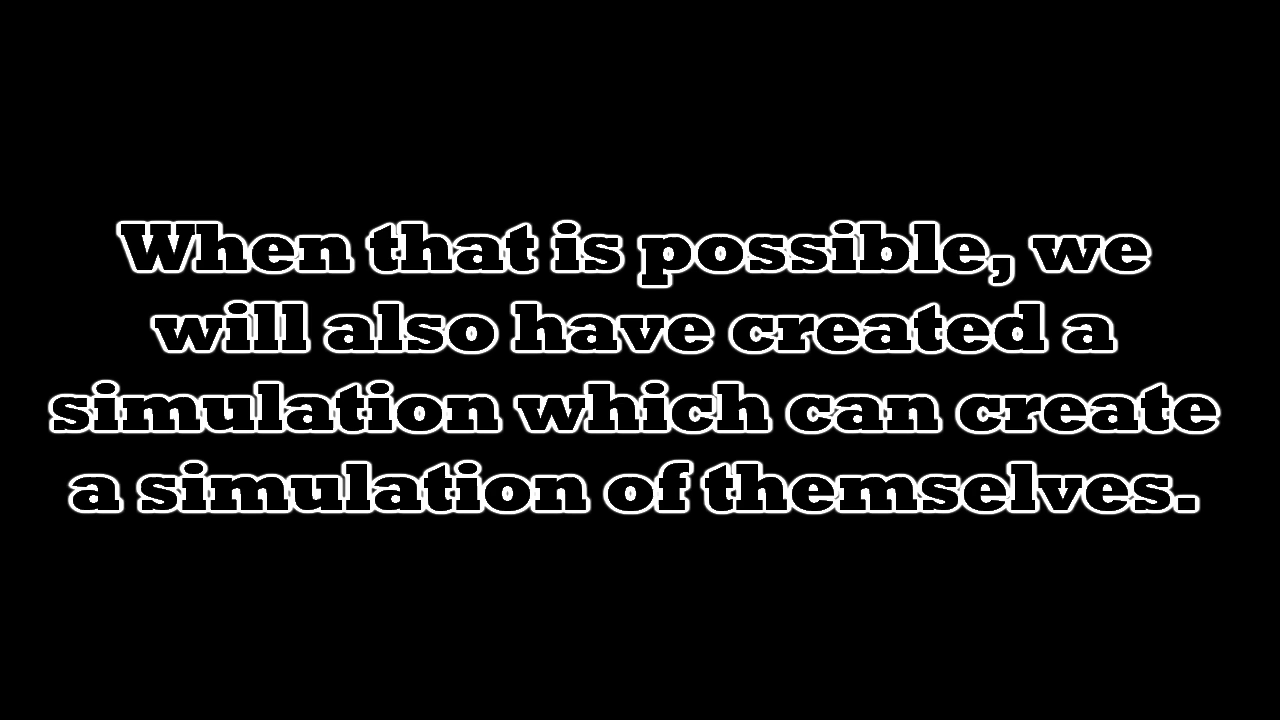 When that is possible, we
will also have created a
simulation which can create
a simulation of themselves.